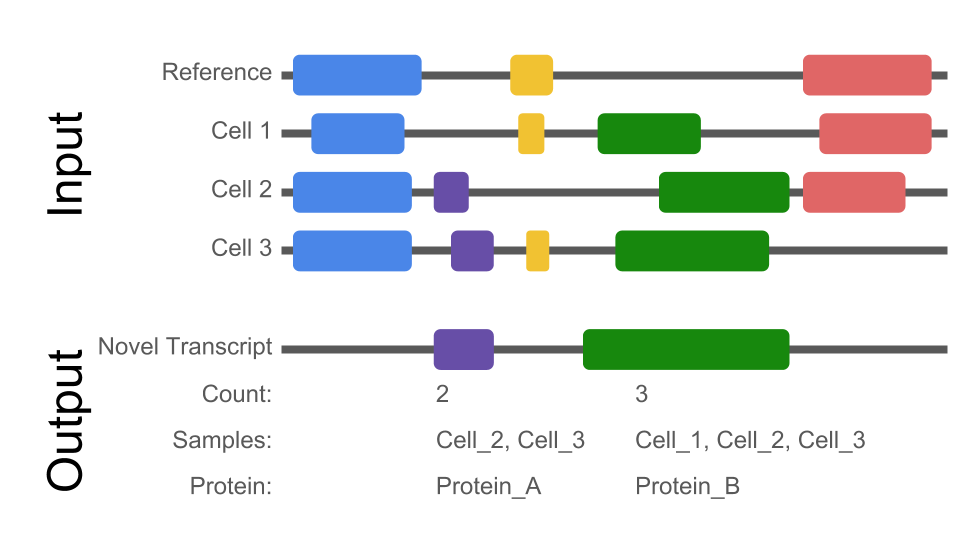 Input
Reference
Cell 1
Cell 2
Cell 3
Output
Novel Transcript
Count: 2 3
Samples: Cell_2, Cell_3 Cell_1, Cell_2, Cell_3
Protein: Protein_A Protein_B